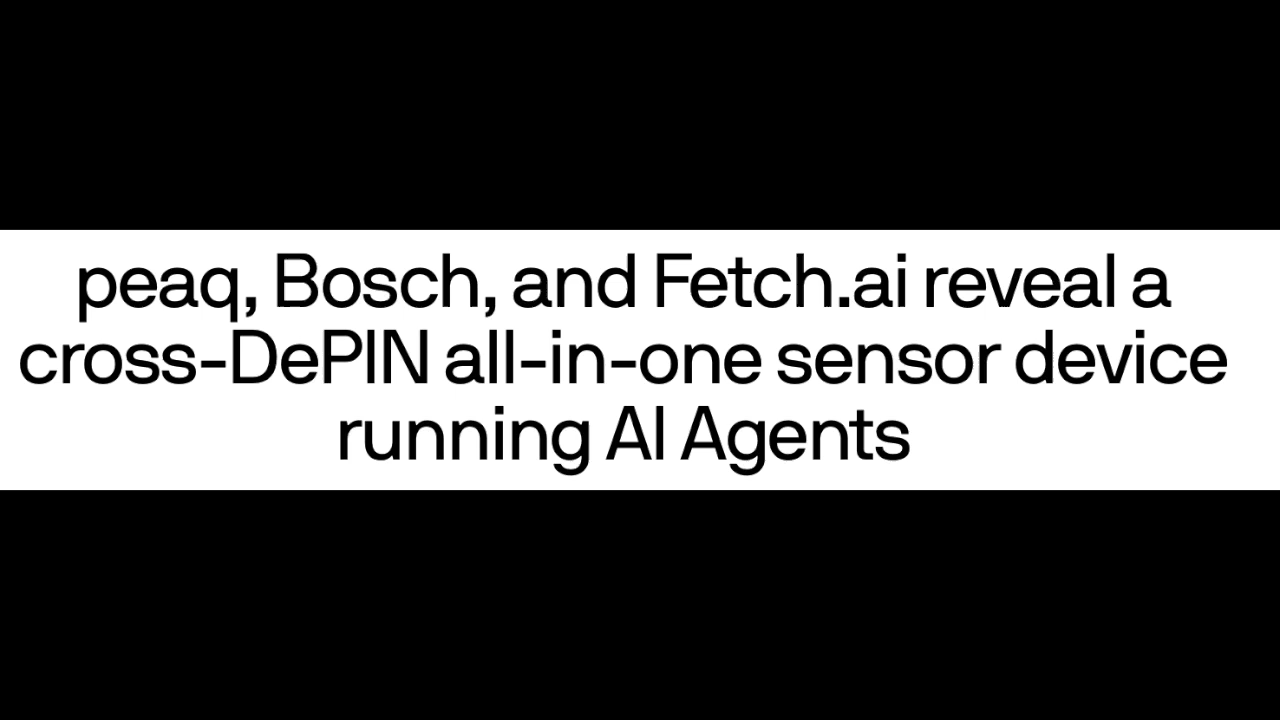 peaq, Bosch, and Fetch.ai reveal a
cross-DePIN all-in-one sensor device
running AI Agents